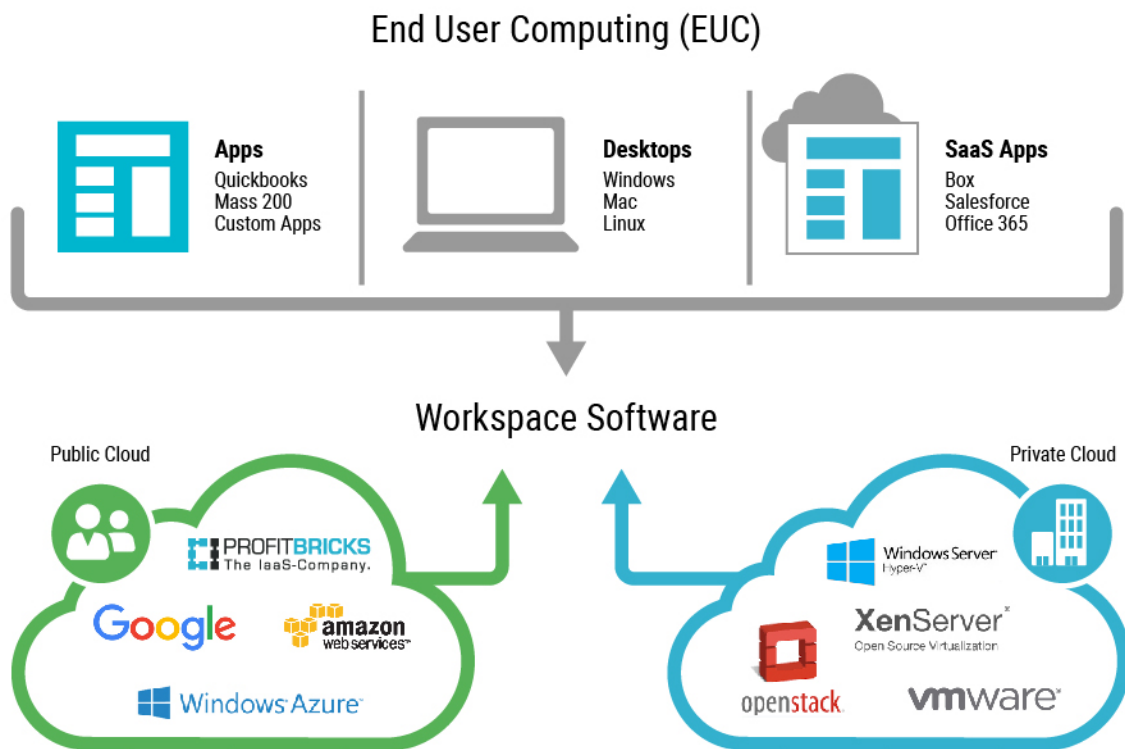 End User Computing (EUC)
Apps
Quickbooks
Mass 200
Custom Apps
Desktops
Windows
Mac
Linux
SaaS Apps
Box
Salesforce
Office 365
Workspace Software
Public Cloud
PROFITBRICKS
The IaaS-Company.
Google
amazon
web services™
Windows Azure™
Private Cloud
Windows Server
Hyper-V
XenServer
Open Source Virtualization
openstack
vmware